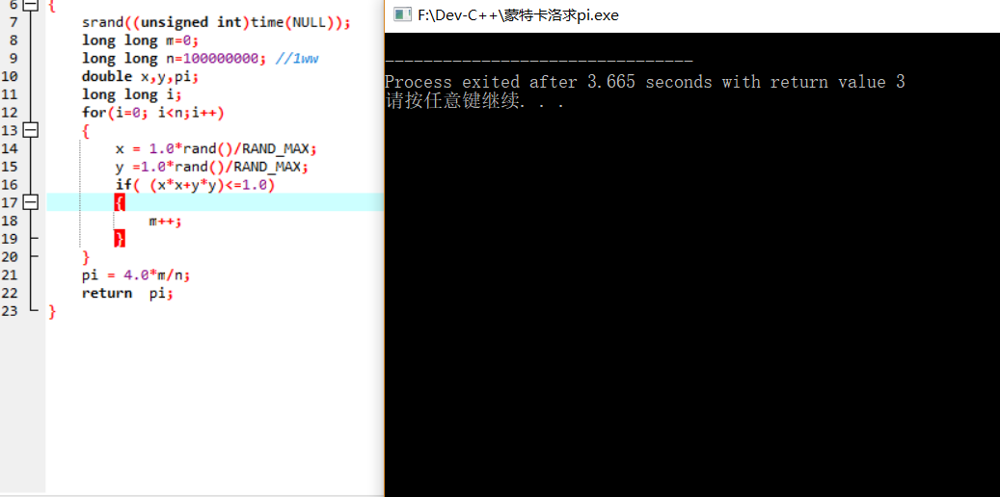 6 {
7 srand((unsigned int)time(NULL));
8 long long m=0;
9 long long n=100000000; //1ww
10 double x,y,pi;
11 long long i;
12 for(i=0; i<n;i++)
13 {
14 x = 1.0*rand()/RAND_MAX;
15 y =1.0*rand()/RAND_MAX;
16 if( (x*x+y*y)<=1.0)
17 {
18 m++;
19 }
20 }
21 pi = 4.0*m/n;
22 return pi;
23 }
F:\Dev-C++\蒙特卡洛求pi.exe
--------------------------------
Process exited after 3.665 seconds with return value 3
请按任意键继续. . .